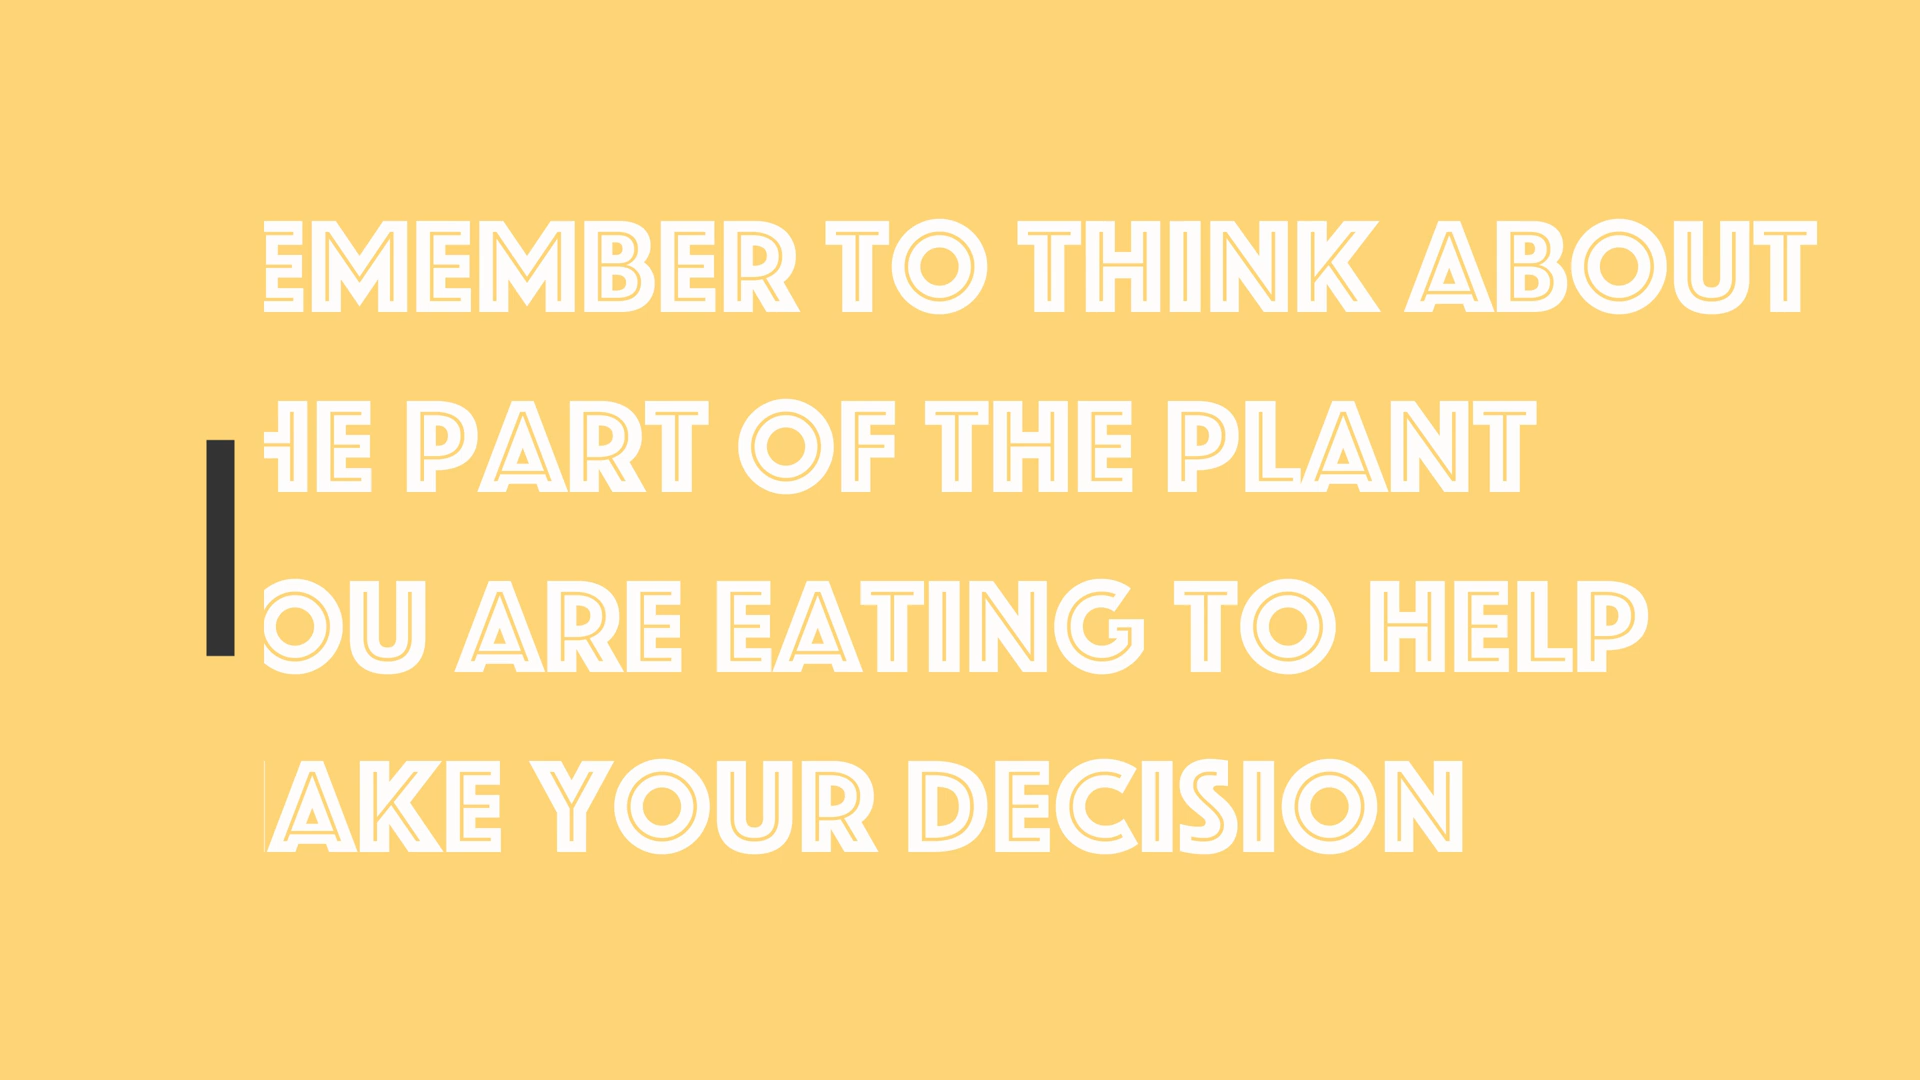 EMEMBER TO THINK ABOUT
HE PART OF THE PLANT
OU ARE EATING TO HELP
AKE YOUR DECISION